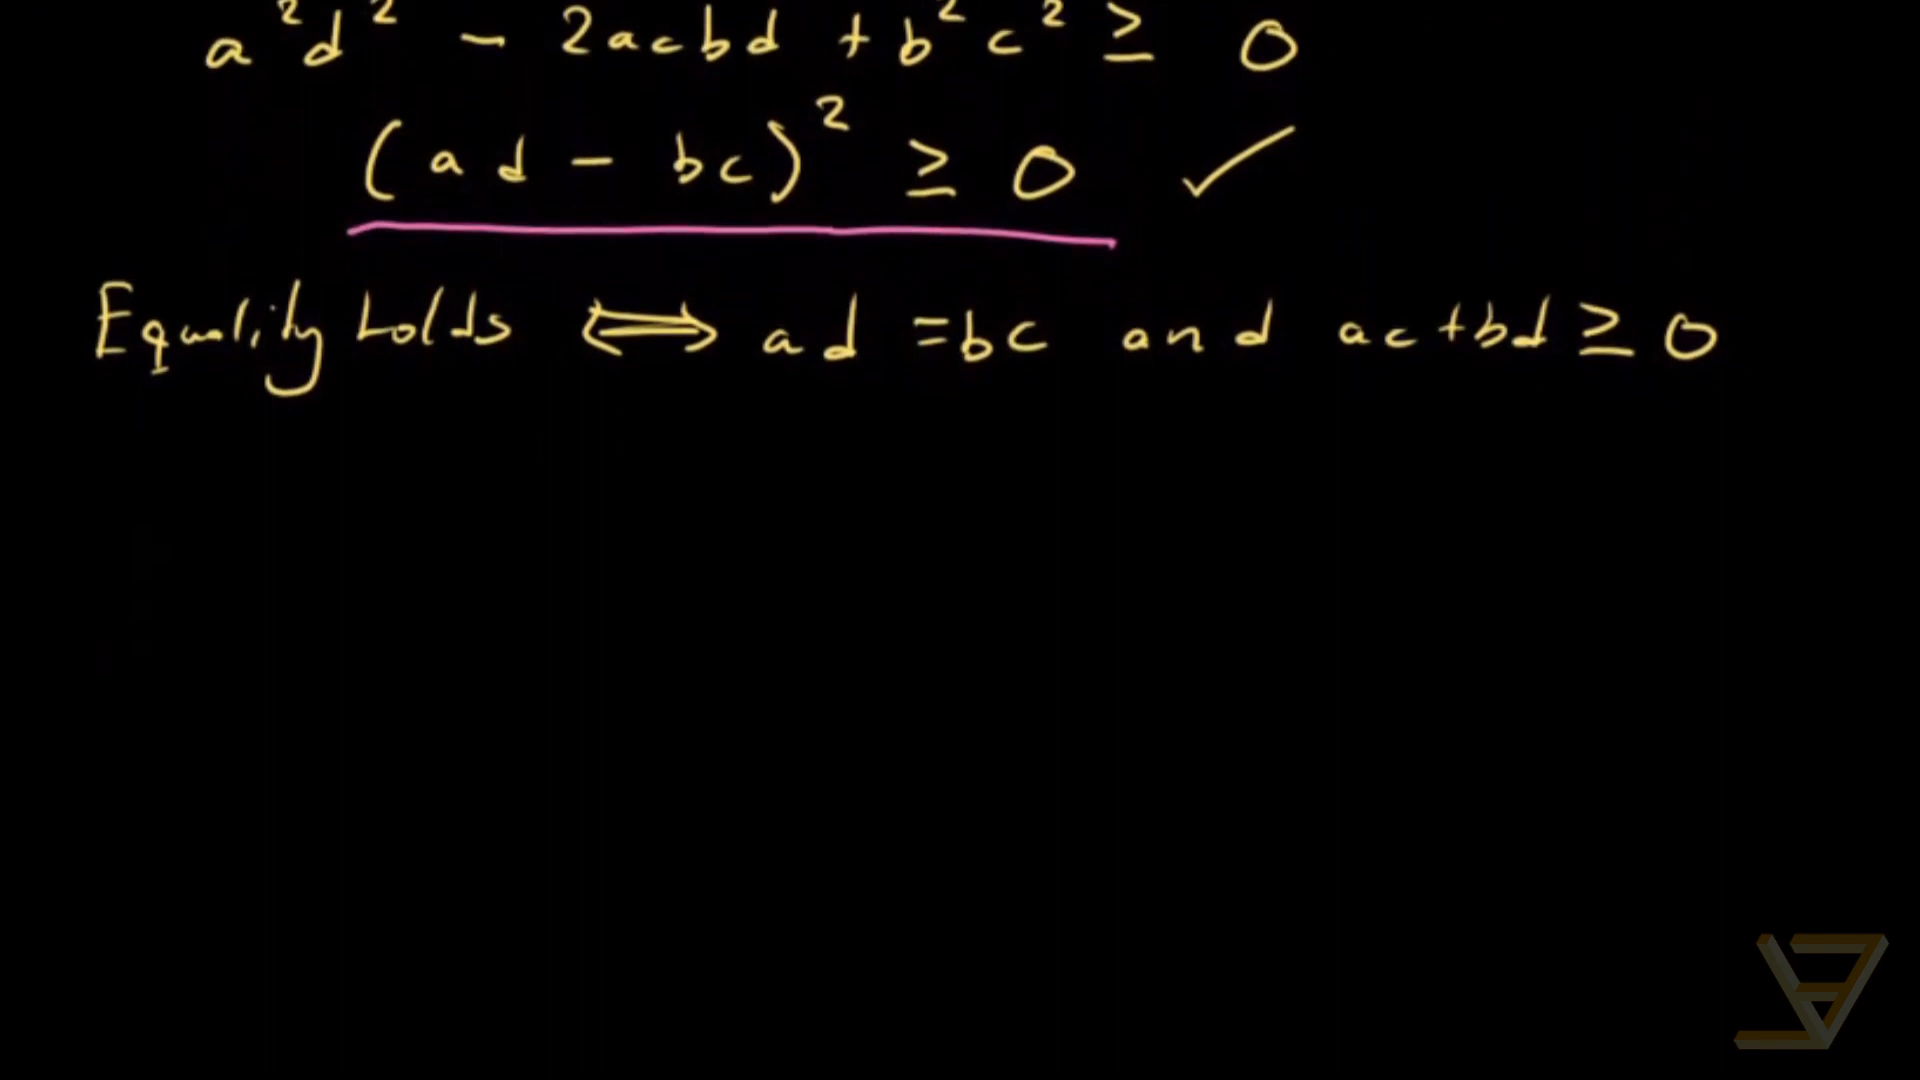 a²d² - 2acbd + b²c² ≥ 0
(ad - bc)² ≥ 0 ✓
Equality holds ⟺ ad = bc and ac+bd ≥ 0